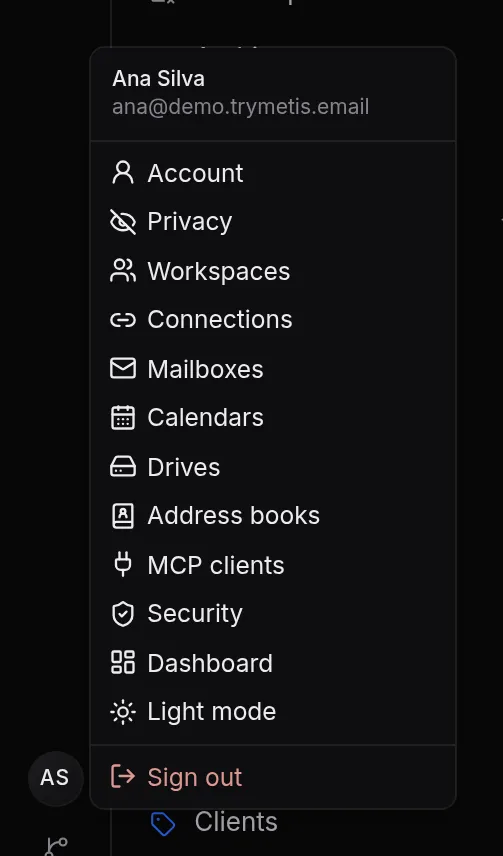 Ana Silva
ana@demo.trymetis.email
Account
Privacy
Workspaces
Connections
Mailboxes
Calendars
Drives
Address books
MCP clients
Security
Dashboard
Light mode
AS
Sign out
Clients